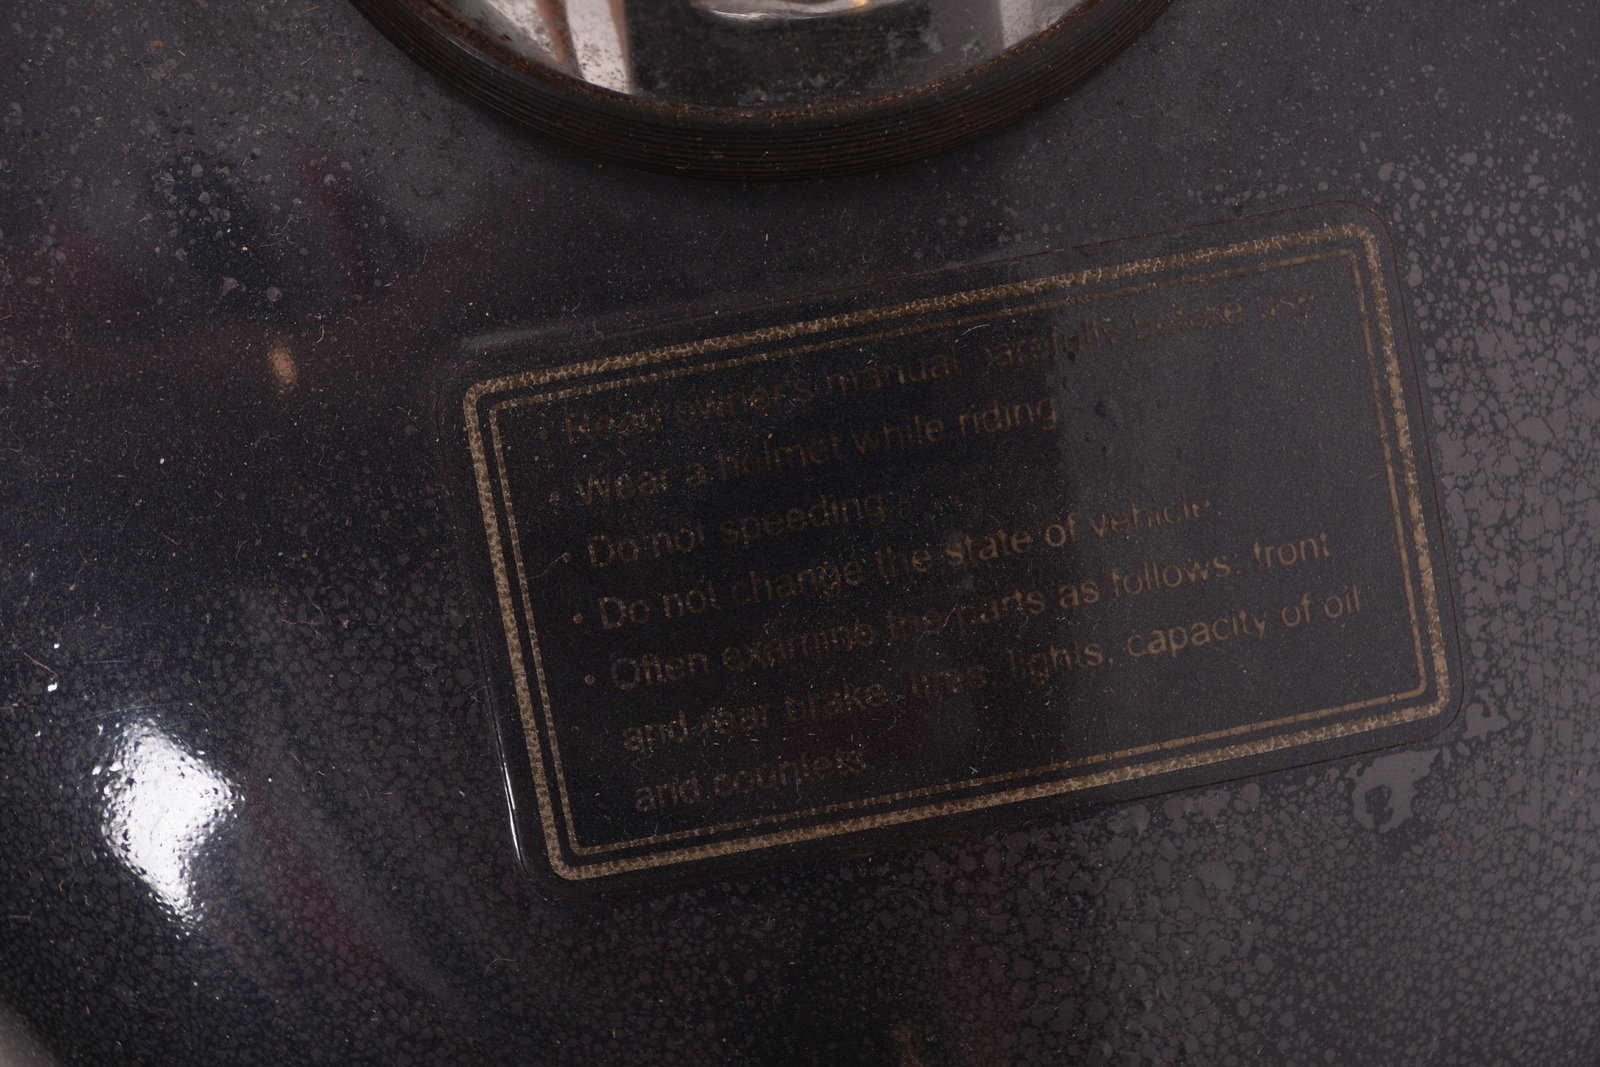 • Read owner's manual carefully before use
• Wear a helmet while riding
• Do not speeding
• Do not change the state of vehicle.
• Often examine the parts as follows: front
and rear brake, tires, lights, capacity of oil
and counters